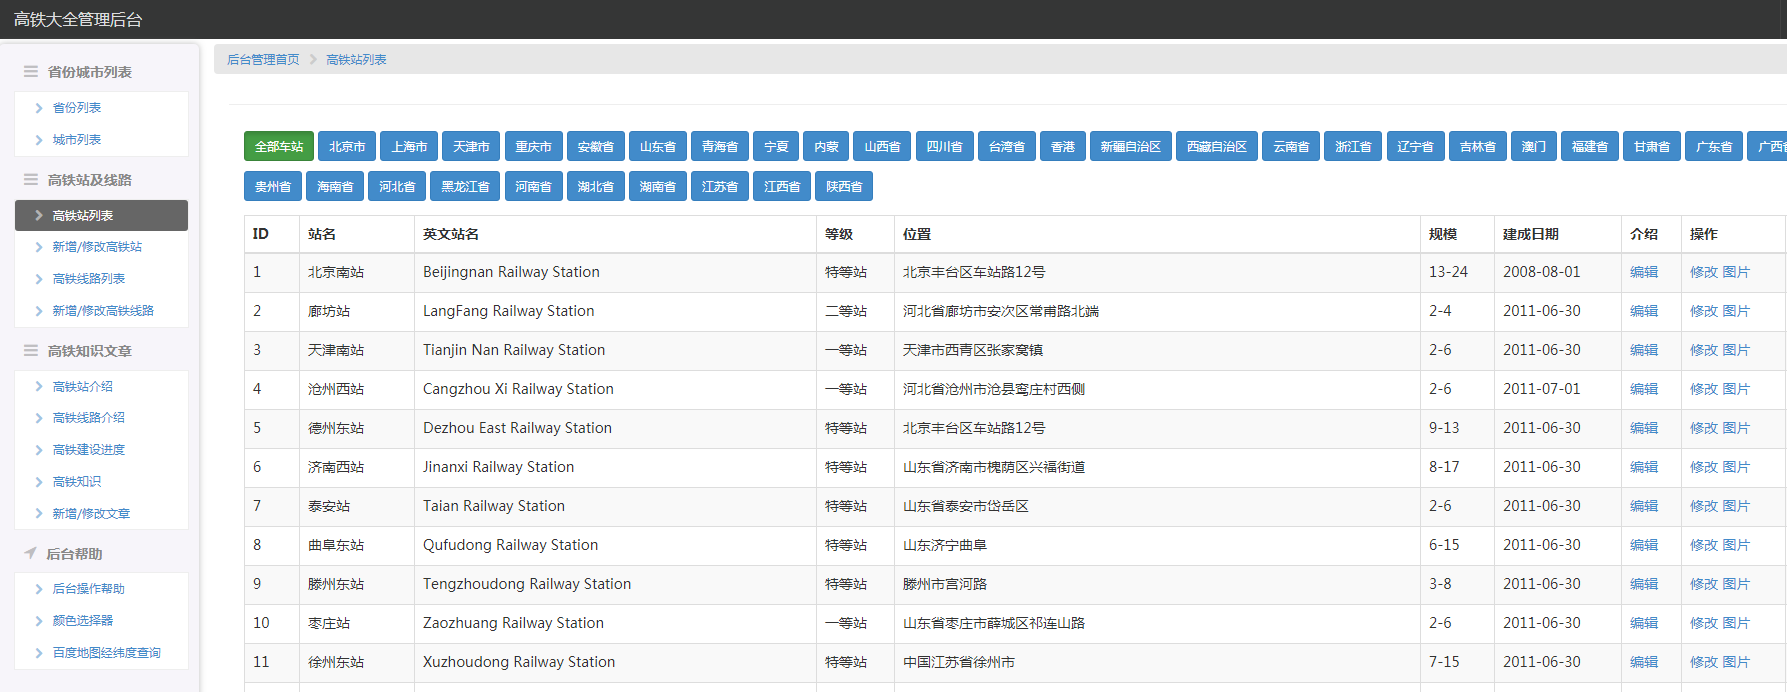 高铁大全管理后台
省份城市列表
省份列表
城市列表
高铁站及线路
高铁站列表
新增/修改高铁站
高铁线路列表
新增/修改高铁线路
高铁知识文章
高铁站介绍
高铁线路介绍
高铁建设进度
高铁知识
新增/修改文章
后台帮助
后台操作帮助
颜色选择器
百度地图经纬度查询
后台管理首页 高铁站列表
全部车站 北京市 上海市 天津市 重庆市 安徽省 山东省 青海省 宁夏 内蒙 山西省 四川省 台湾省 香港 新疆自治区 西藏自治区 云南省 浙江省 辽宁省 吉林省 澳门 福建省 甘肃省 广东省 广西
贵州省 海南省 河北省 黑龙江省 河南省 湖北省 湖南省 江苏省 江西省 陕西省
ID 站名 英文站名 等级 位置 规模 建成日期 介绍 操作
1 北京南站 Beijingnan Railway Station 特等站 北京丰台区车站路12号 13-24 2008-08-01 编辑 修改 图片
2 廊坊站 LangFang Railway Station 二等站 河北省廊坊市安次区常甫路北端 2-4 2011-06-30 编辑 修改 图片
3 天津南站 Tianjin Nan Railway Station 一等站 天津市西青区张家窝镇 2-6 2011-06-30 编辑 修改 图片
4 沧州西站 Cangzhou Xi Railway Station 一等站 河北省沧州市沧县鸾庄村西侧 2-6 2011-07-01 编辑 修改 图片
5 德州东站 Dezhou East Railway Station 特等站 北京丰台区车站路12号 9-13 2011-06-30 编辑 修改 图片
6 济南西站 Jinanxi Railway Station 特等站 山东省济南市槐荫区兴福街道 8-17 2011-06-30 编辑 修改 图片
7 泰安站 Taian Railway Station 特等站 山东省泰安市岱岳区 2-6 2011-06-30 编辑 修改 图片
8 曲阜东站 Qufudong Railway Station 特等站 山东济宁曲阜 6-15 2011-06-30 编辑 修改 图片
9 滕州东站 Tengzhoudong Railway Station 特等站 滕州市宫河路 3-8 2011-06-30 编辑 修改 图片
10 枣庄站 Zaozhuang Railway Station 一等站 山东省枣庄市薛城区祁连山路 2-6 2011-06-30 编辑 修改 图片
11 徐州东站 Xuzhoudong Railway Station 特等站 中国江苏省徐州市 7-15 2011-06-30 编辑 修改 图片